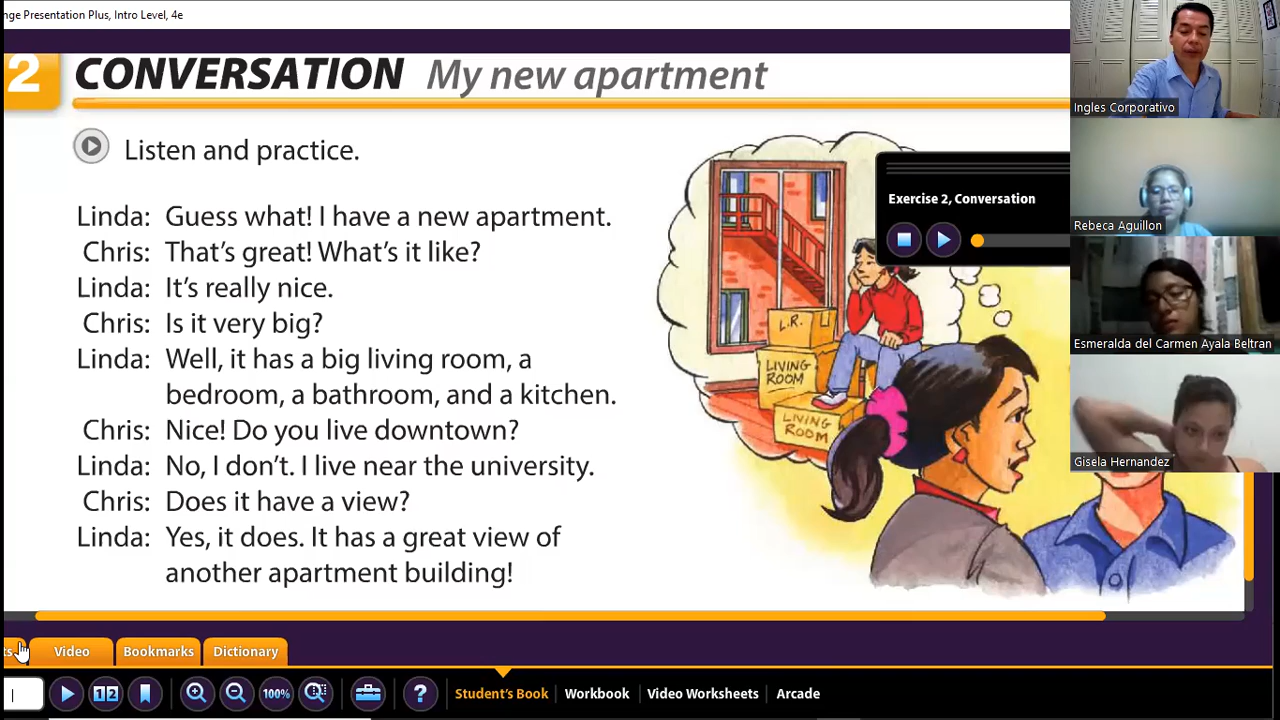 nge Presentation Plus, Intro Level, 4e
2 CONVERSATION My new apartment
Listen and practice.
Linda: Guess what! I have a new apartment.
Chris: That's great! What's it like?
Linda: It's really nice.
Chris: Is it very big?
Linda: Well, it has a big living room, a
bedroom, a bathroom, and a kitchen.
Chris: Nice! Do you live downtown?
Linda: No, I don't. I live near the university.
Chris: Does it have a view?
Linda: Yes, it does. It has a great view of
another apartment building!
L.R.
LIVING
ROOM
LIVING
ROOM
Exercise 2, Conversation
Ingles Corporativo
Rebeca Aguillon
Esmeralda del Carmen Ayala Beltran
Gisela Hernandez
ts Video Bookmarks Dictionary
12 100% ? Student's Book Workbook Video Worksheets Arcade